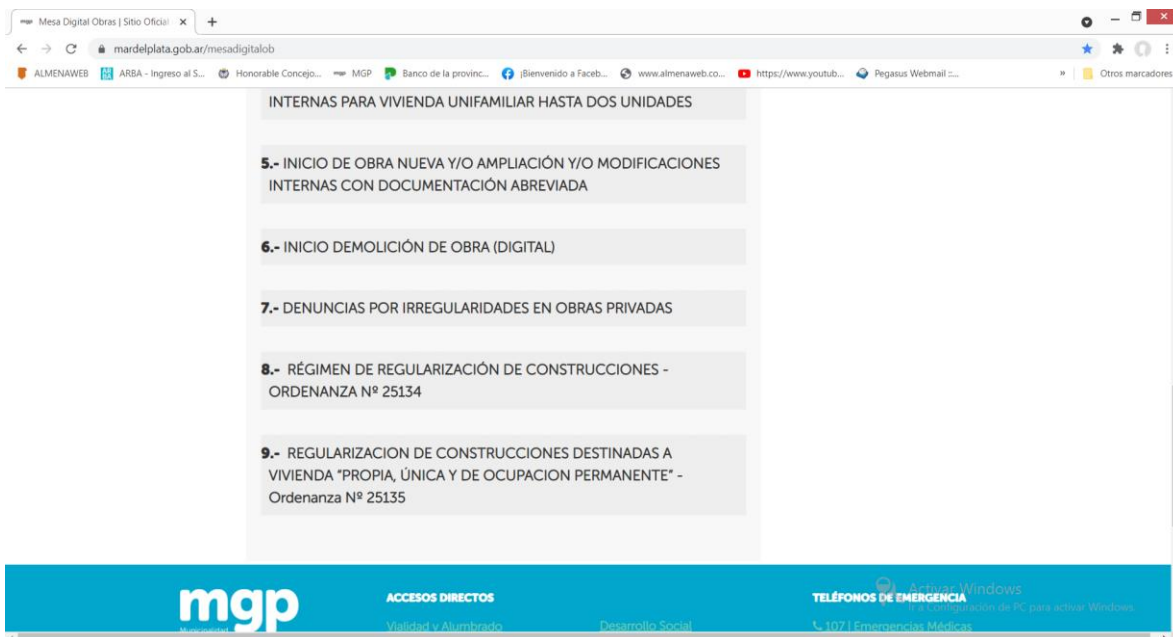 Mesa Digital Obras | Sitio Oficial
mardelplata.gob.ar/mesadigitalob
ALMENAWEB ARBA - Ingreso al S... Honorable Concejo... MGP Banco de la provinc... ¡Bienvenido a Faceb... www.almenaweb.co... https://www.youtub... Pegasus Webmail ::... » Otros marcadores
INTERNAS PARA VIVIENDA UNIFAMILIAR HASTA DOS UNIDADES
5.- INICIO DE OBRA NUEVA Y/O AMPLIACIÓN Y/O MODIFICACIONES
INTERNAS CON DOCUMENTACIÓN ABREVIADA
6.- INICIO DEMOLICIÓN DE OBRA (DIGITAL)
7.- DENUNCIAS POR IRREGULARIDADES EN OBRAS PRIVADAS
8.- RÉGIMEN DE REGULARIZACIÓN DE CONSTRUCCIONES -
ORDENANZA Nº 25134
9.- REGULARIZACION DE CONSTRUCCIONES DESTINADAS A
VIVIENDA "PROPIA, ÚNICA Y DE OCUPACION PERMANENTE" -
Ordenanza Nº 25135
mgp
Municipalidad
ACCESOS DIRECTOS
Vialidad y Alumbrado
Desarrollo Social
TELÉFONOS DE EMERGENCIA
107 | Emergencias Médicas
Activar Windows
Ir a Configuración de PC para activar Windows.